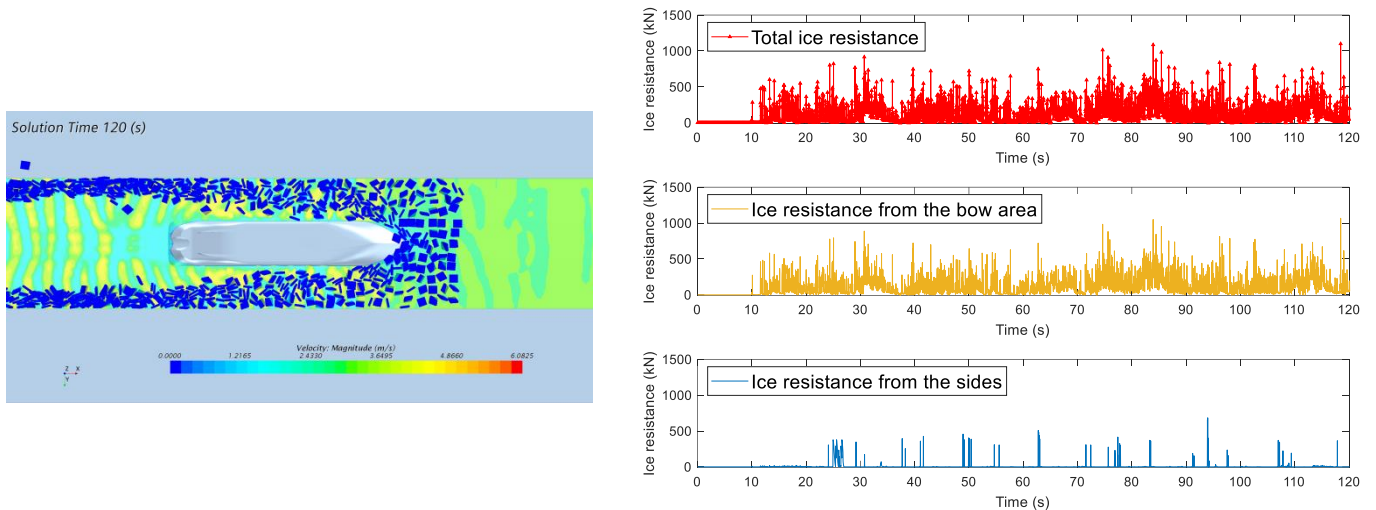 Solution Time 120 (s)
Velocity: Magnitude (m/s)
0.0000 1.2165 2.4330 3.6495 4.8660 6.0825
Z X
Y
Ice resistance (kN)
1500
1000
500
0
Total ice resistance
0 10 20 30 40 50 60 70 80 90 100 110 120
Time (s)
Ice resistance (kN)
1500
1000
500
0
Ice resistance from the bow area
0 10 20 30 40 50 60 70 80 90 100 110 120
Time (s)
Ice resistance (kN)
1500
1000
500
0
Ice resistance from the sides
0 10 20 30 40 50 60 70 80 90 100 110 120
Time (s)